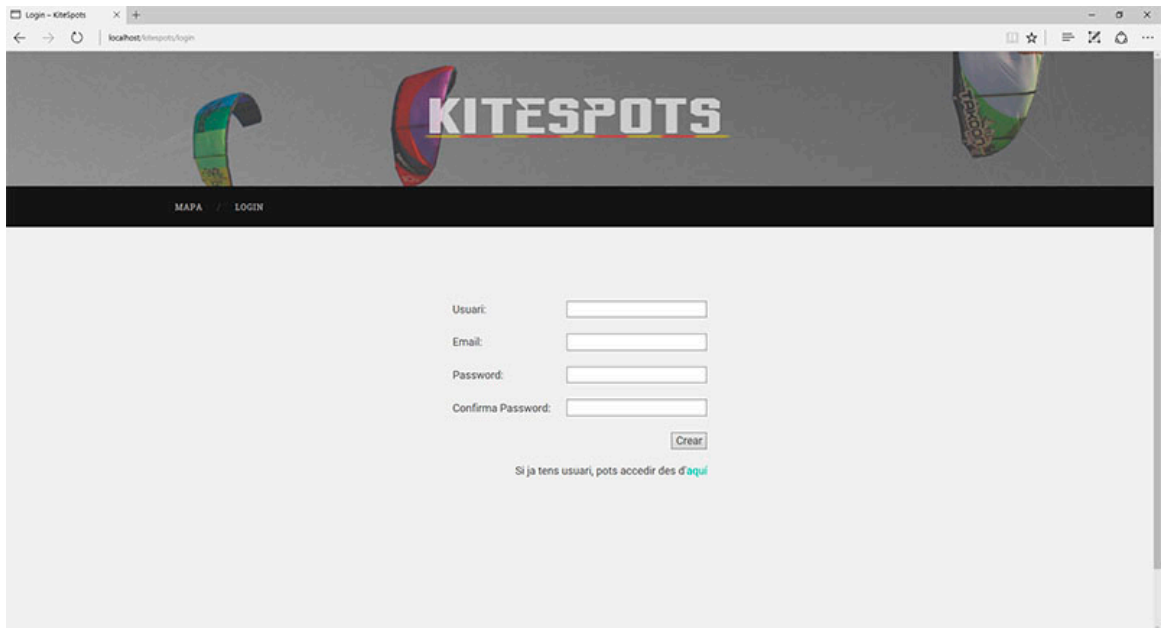 Login – KiteSpots
localhost/kitespots/login
KITESPOTS
TAKOON
MAPA / LOGIN
Usuari:
Email:
Password:
Confirma Password:
Crear
Si ja tens usuari, pots accedir des d'aquí